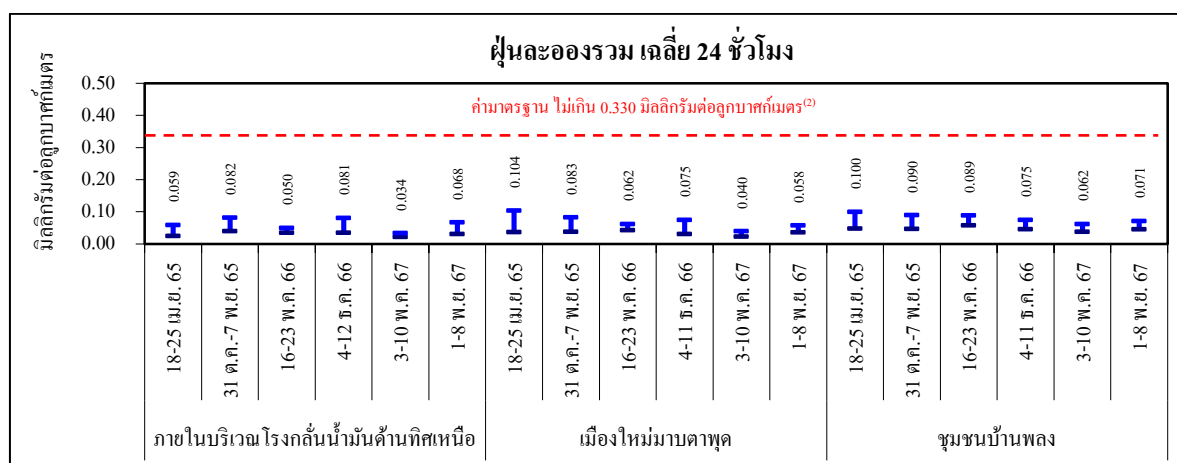 ฝุ่นละอองรวม เฉลี่ย 24 ชั่วโมง
มิลลิกรัมต่อลูกบาศก์เมตร
0.50
0.40
0.30
0.20
0.10
0.00
ค่ามาตรฐาน ไม่เกิน 0.330 มิลลิกรัมต่อลูกบาศก์เมตร(2)
0.059
0.082
0.050
0.081
0.034
0.068
0.104
0.083
0.062
0.075
0.040
0.058
0.100
0.090
0.089
0.075
0.062
0.071
18-25 เม.ย. 65
31 ต.ค.-7 พ.ย. 65
16-23 พ.ค. 66
4-12 ธ.ค. 66
3-10 พ.ค. 67
1-8 พ.ย. 67
18-25 เม.ย. 65
31 ต.ค.-7 พ.ย. 65
16-23 พ.ค. 66
4-11 ธ.ค. 66
3-10 พ.ค. 67
1-8 พ.ย. 67
18-25 เม.ย. 65
31 ต.ค.-7 พ.ย. 65
16-23 พ.ค. 66
4-11 ธ.ค. 66
3-10 พ.ค. 67
1-8 พ.ย. 67
ภายในบริเวณโรงกลั่นน้ำมันด้านทิศเหนือ
เมืองใหม่มาบตาพุด
ชุมชนบ้านพลง